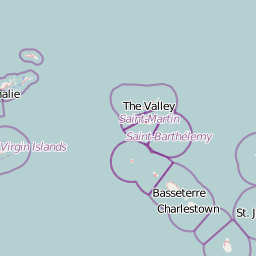 alie
The Valley
Saint-Martin
Saint-Barthélemy
Virgin Islands
Basseterre
Charlestown
St. J